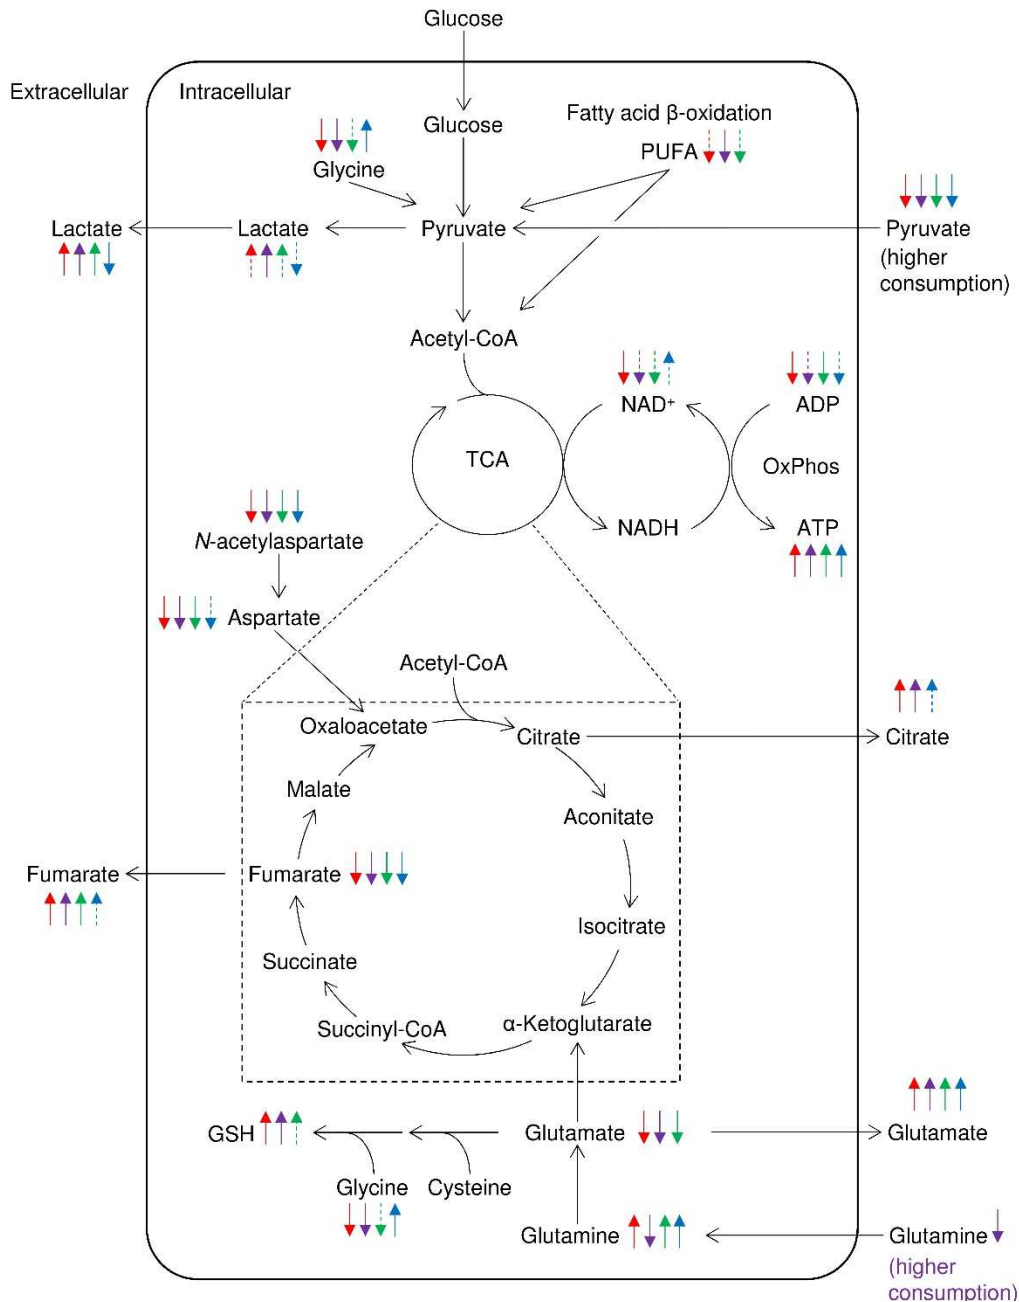 Glucose
Extracellular
Intracellular
Fatty acid β-oxidation
Glucose
PUFA
Glycine
Lactate
Lactate
Pyruvate
Pyruvate
(higher
consumption)
Acetyl-CoA
NAD⁺
ADP
TCA
OxPhos
NADH
ATP
N-acetylaspartate
Aspartate
Acetyl-CoA
Oxaloacetate
Citrate
Citrate
Malate
Aconitate
Fumarate
Fumarate
Isocitrate
Succinate
Succinyl-CoA
α-Ketoglutarate
GSH
Glutamate
Glutamate
Glycine
Cysteine
Glutamine
Glutamine
(higher
consumption)